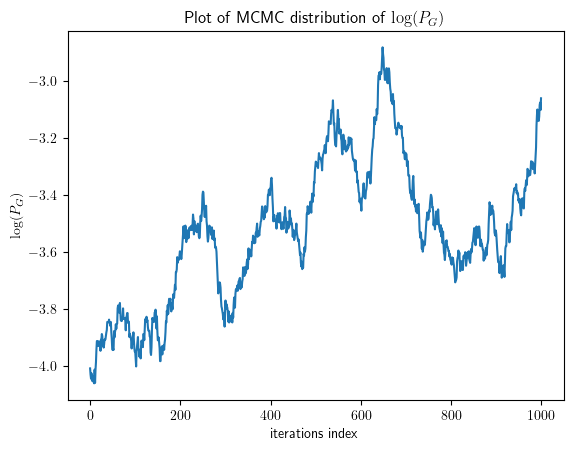 Plot of MCMC distribution of log(P_G)
log(P_G)
−3.0
−3.2
−3.4
−3.6
−3.8
−4.0
0 200 400 600 800 1000
iterations index